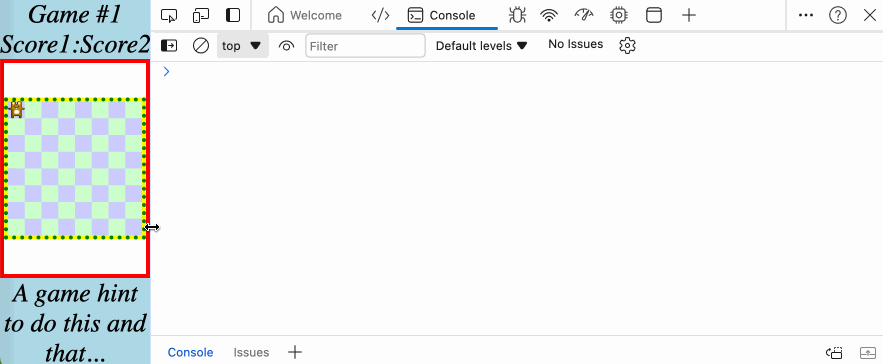 Game #1
Score1:Score2
A game hint
to do this and
that...
Welcome
Console
top
Filter
Default levels
No Issues
Console
Issues